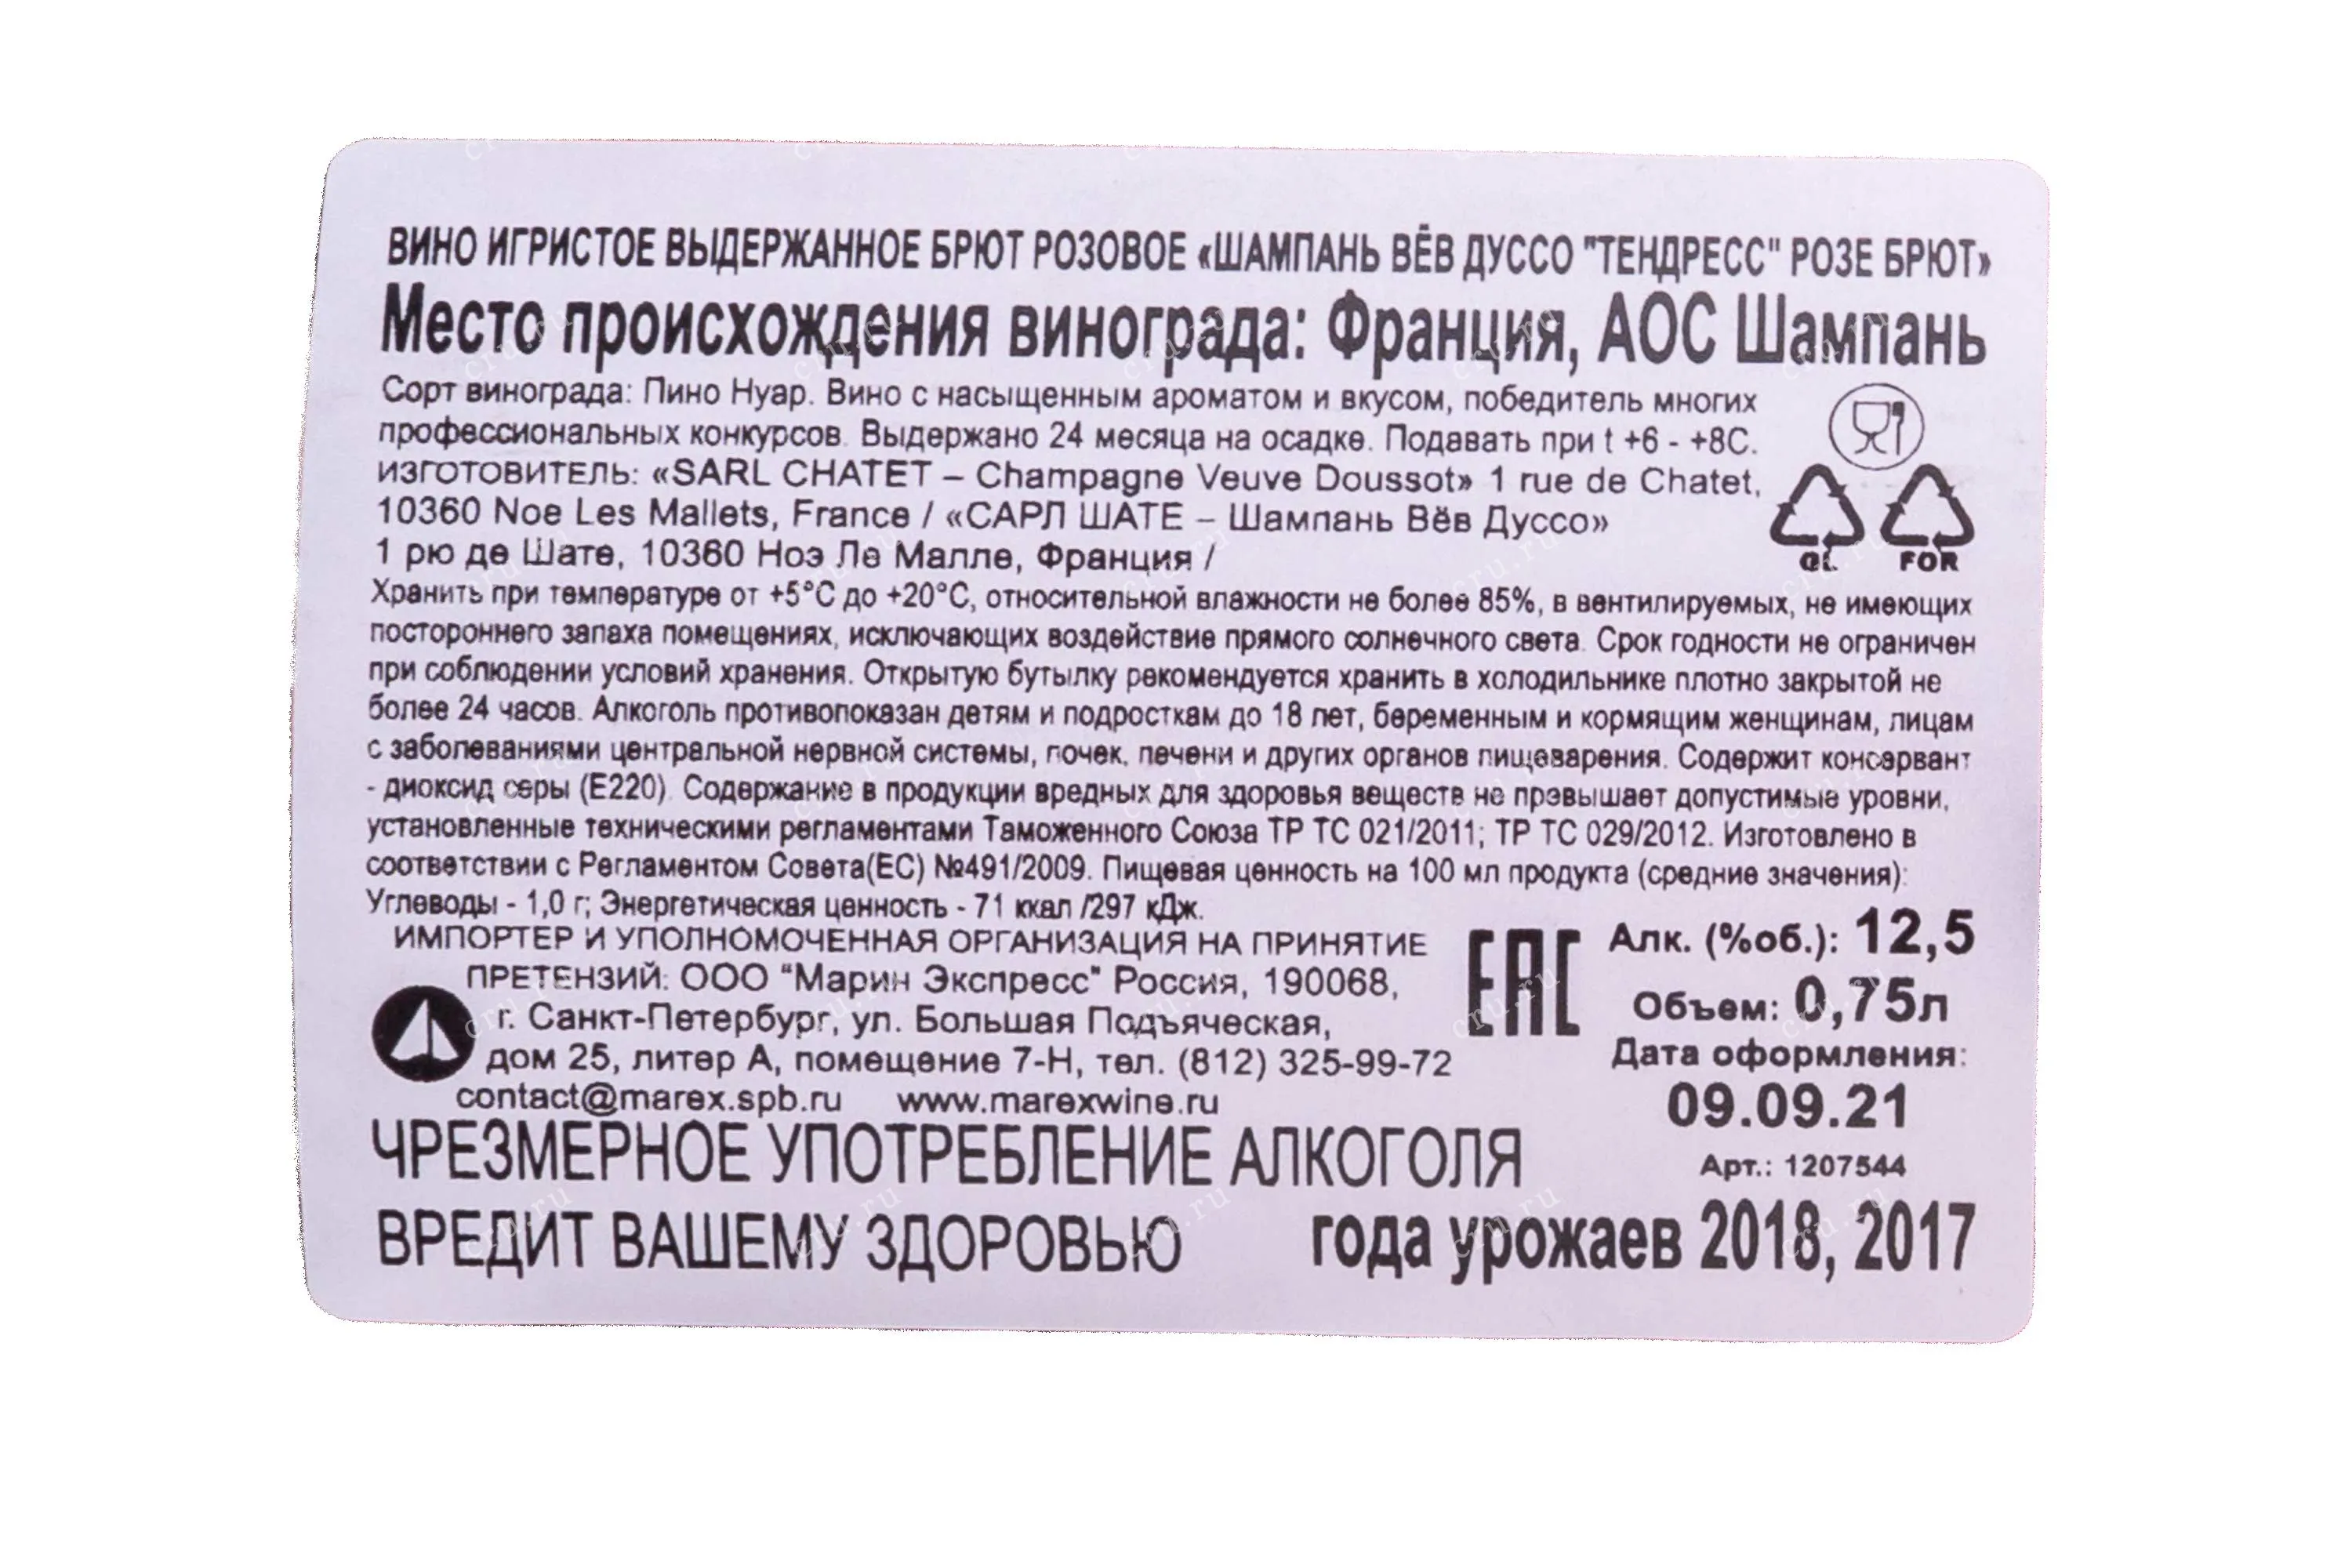 ВИНО ИГРИСТОЕ ВЫДЕРЖАННОЕ БРЮТ РОЗОВОЕ «ШАМПАНЬ ВЁВ ДУССО "ТЕНДРЕСС" РОЗЕ БРЮТ»
Место происхождения винограда: Франция, АОС Шампань
Сорт винограда: Пино Нуар. Вино с насыщенным ароматом и вкусом, победитель многих
профессиональных конкурсов. Выдержано 24 месяца на осадке. Подавать при t +6 - +8С.
ИЗГОТОВИТЕЛЬ: «SARL CHATET – Champagne Veuve Doussot» 1 rue de Chatet,
10360 Noe Les Mallets, France / «САРЛ ШАТЕ – Шампань Вёв Дуссо»
1 рю де Шате, 10360 Ноэ Ле Малле, Франция /
GL FOR
Хранить при температуре от +5°С до +20°С, относительной влажности не более 85%, в вентилируемых, не имеющих
постороннего запаха помещениях, исключающих воздействие прямого солнечного света. Срок годности не ограничен
при соблюдении условий хранения. Открытую бутылку рекомендуется хранить в холодильнике плотно закрытой не
более 24 часов. Алкоголь противопоказан детям и подросткам до 18 лет, беременным и кормящим женщинам, лицам
с заболеваниями центральной нервной системы, почек, печени и других органов пищеварения. Содержит консервант
- диоксид серы (Е220). Содержание в продукции вредных для здоровья веществ не превышает допустимые уровни,
установленные техническими регламентами Таможенного Союза ТР ТС 021/2011; ТР ТС 029/2012. Изготовлено в
соответствии с Регламентом Совета(ЕС) №491/2009. Пищевая ценность на 100 мл продукта (средние значения):
Углеводы - 1,0 г; Энергетическая ценность - 71 ккал /297 кДж.
ИМПОРТЕР И УПОЛНОМОЧЕННАЯ ОРГАНИЗАЦИЯ НА ПРИНЯТИЕ
ПРЕТЕНЗИЙ: ООО "Марин Экспресс" Россия, 190068,
г. Санкт-Петербург, ул. Большая Подъяческая,
дом 25, литер А, помещение 7-Н, тел. (812) 325-99-72
contact@marex.spb.ru www.marexwine.ru
ЕАС
Алк. (%об.): 12,5
Объем: 0,75л
Дата оформления:
09.09.21
Арт.: 1207544
ЧРЕЗМЕРНОЕ УПОТРЕБЛЕНИЕ АЛКОГОЛЯ
ВРЕДИТ ВАШЕМУ ЗДОРОВЬЮ
года урожаев 2018, 2017
cru.ru